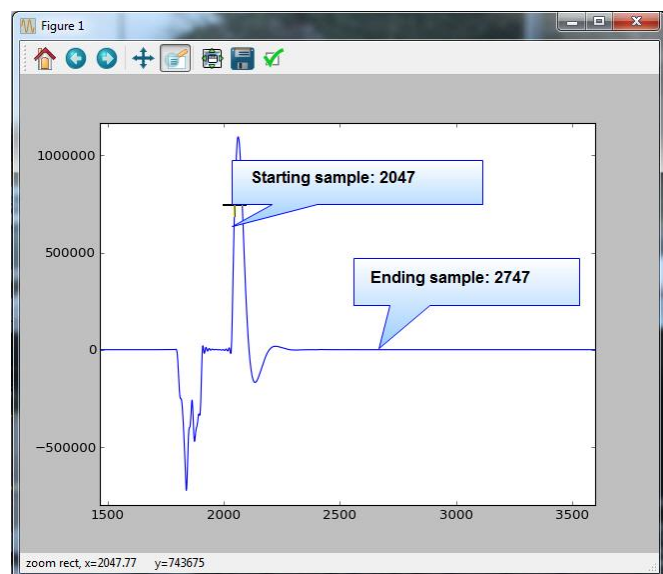 Figure 1
1000000
Starting sample: 2047
500000
Ending sample: 2747
0
−500000
1500 2000 2500 3000 3500
zoom rect, x=2047.77 y=743675